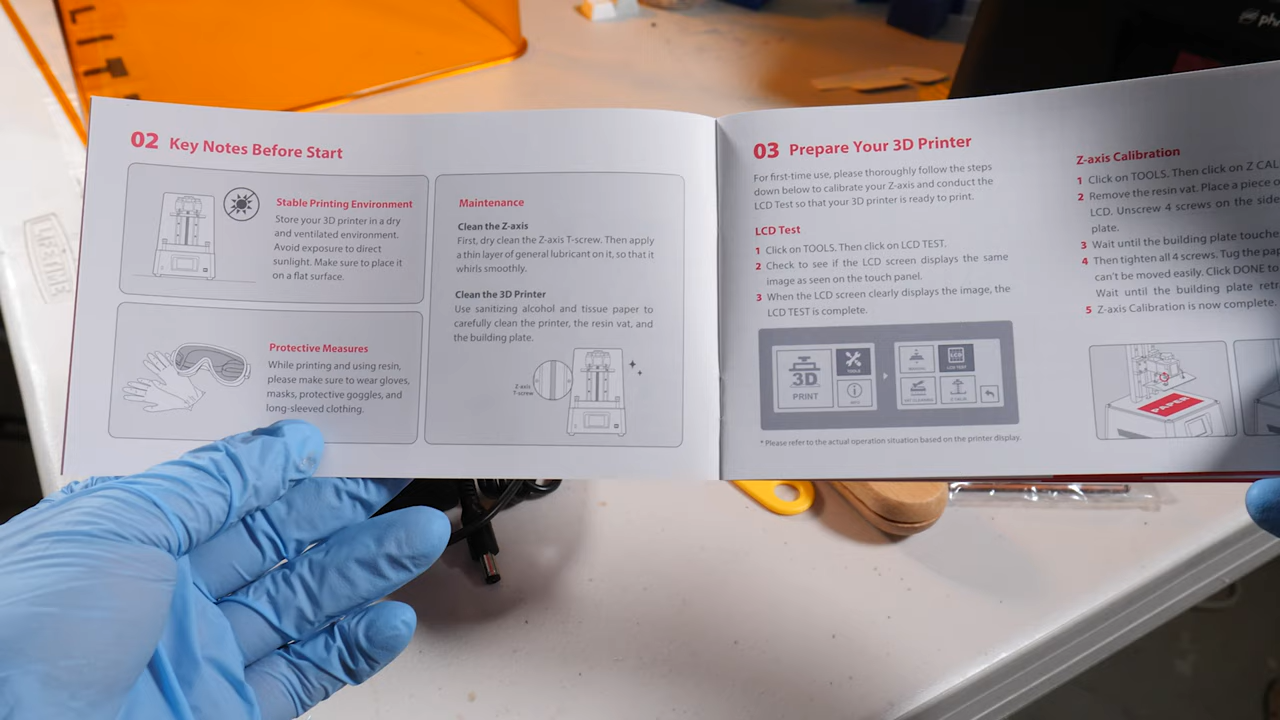 02 Key Notes Before Start
Stable Printing Environment
Store your 3D printer in a dry
and ventilated environment.
Avoid exposure to direct
sunlight. Make sure to place it
on a flat surface.
Protective Measures
While printing and using resin,
please make sure to wear gloves,
masks, protective goggles, and
long-sleeved clothing.
Maintenance
Clean the Z-axis
First, dry clean the Z-axis T-screw. Then apply
a thin layer of general lubricant on it, so that it
whirls smoothly.
Clean the 3D Printer
Use sanitizing alcohol and tissue paper to
carefully clean the printer, the resin vat, and
the building plate.
Z-axis
T-screw
03 Prepare Your 3D Printer
For first-time use, please thoroughly follow the steps
down below to calibrate your Z-axis and conduct the
LCD Test so that your 3D printer is ready to print.
LCD Test
1 Click on TOOLS. Then click on LCD TEST.
2 Check to see if the LCD screen displays the same
image as seen on the touch panel.
3 When the LCD screen clearly displays the image, the
LCD TEST is complete.
3D
PRINT
TOOLS
LCD
LCD TEST
* Please refer to the actual operation situation based on the printer display.
Z-axis Calibration
1 Click on TOOLS. Then click on Z CAL
2 Remove the resin vat. Place a piece o
LCD. Unscrew 4 screws on the side
plate.
3 Wait until the building plate touche
4 Then tighten all 4 screws. Tug the pa
can't be moved easily. Click DONE to
Wait until the building plate retr
5 Z-axis Calibration is now complete.
PAPER
LIFETIME